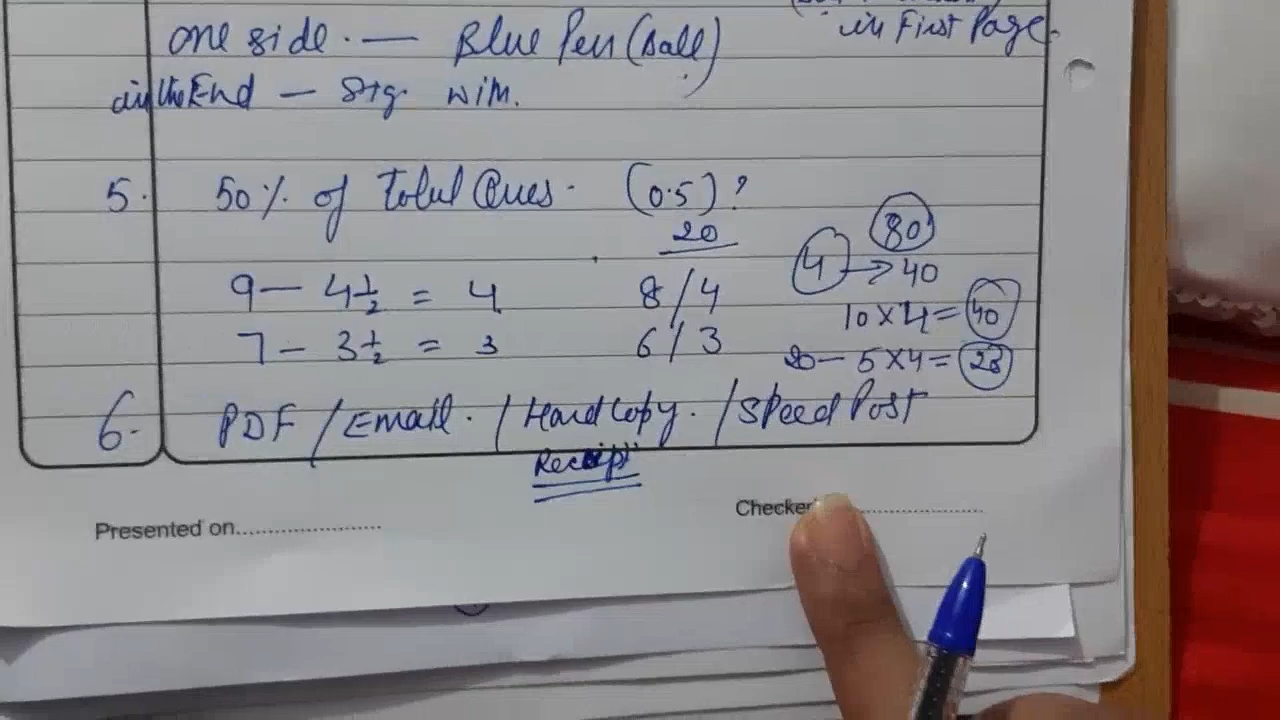 in First Page.
one side. — Blue Pen (Ball)
in the End — Sig. with.
5. 50% of Total Ques. (0.5)?
20
80
9 — 4½ = 4 8/4 4 → 40
10 x 4 = 40
7 — 3½ = 3 6/3
20 — 5 x 4 = 20
6. PDF / Email. / Hard Copy. / Speed Post
Receipt
Presented on........................
Checked